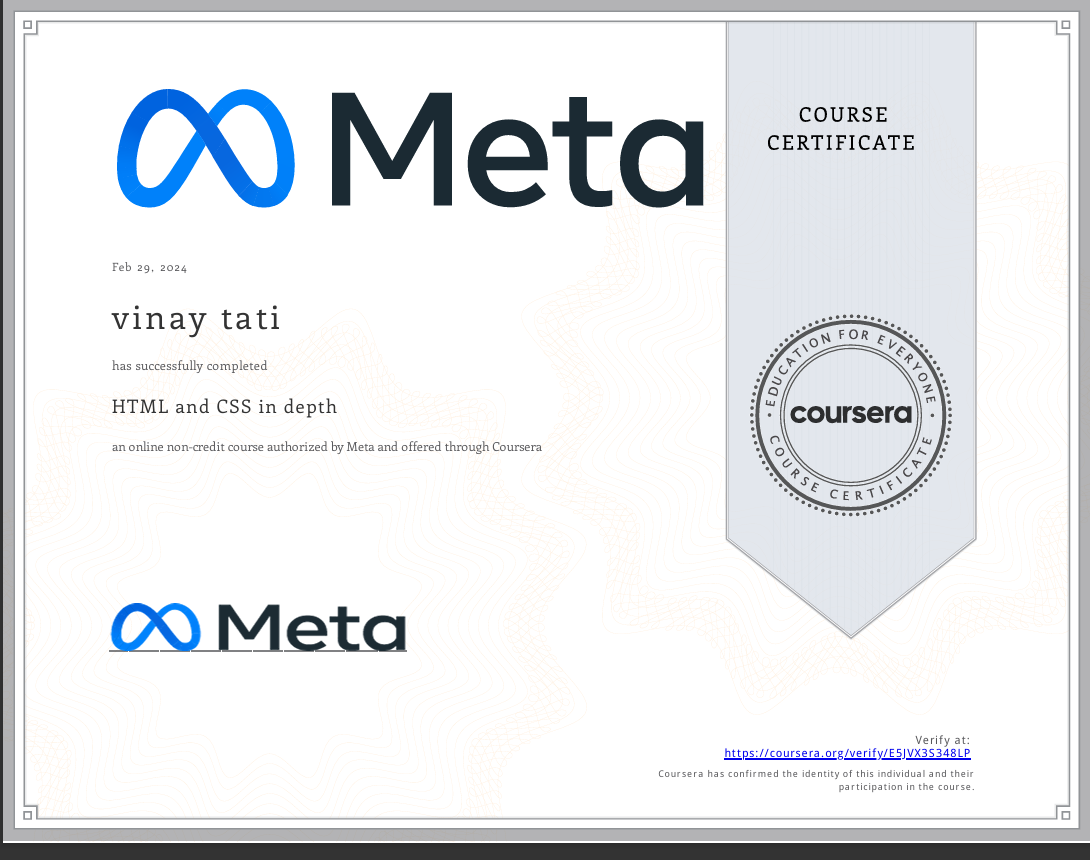 Meta
COURSE
CERTIFICATE
Feb 29, 2024
vinay tati
has successfully completed
HTML and CSS in depth
an online non-credit course authorized by Meta and offered through Coursera
EDUCATION FOR EVERYONE
coursera
COURSE CERTIFICATE
Meta
Verify at:
https://coursera.org/verify/E5JVX3S348LP
Coursera has confirmed the identity of this individual and their
participation in the course.